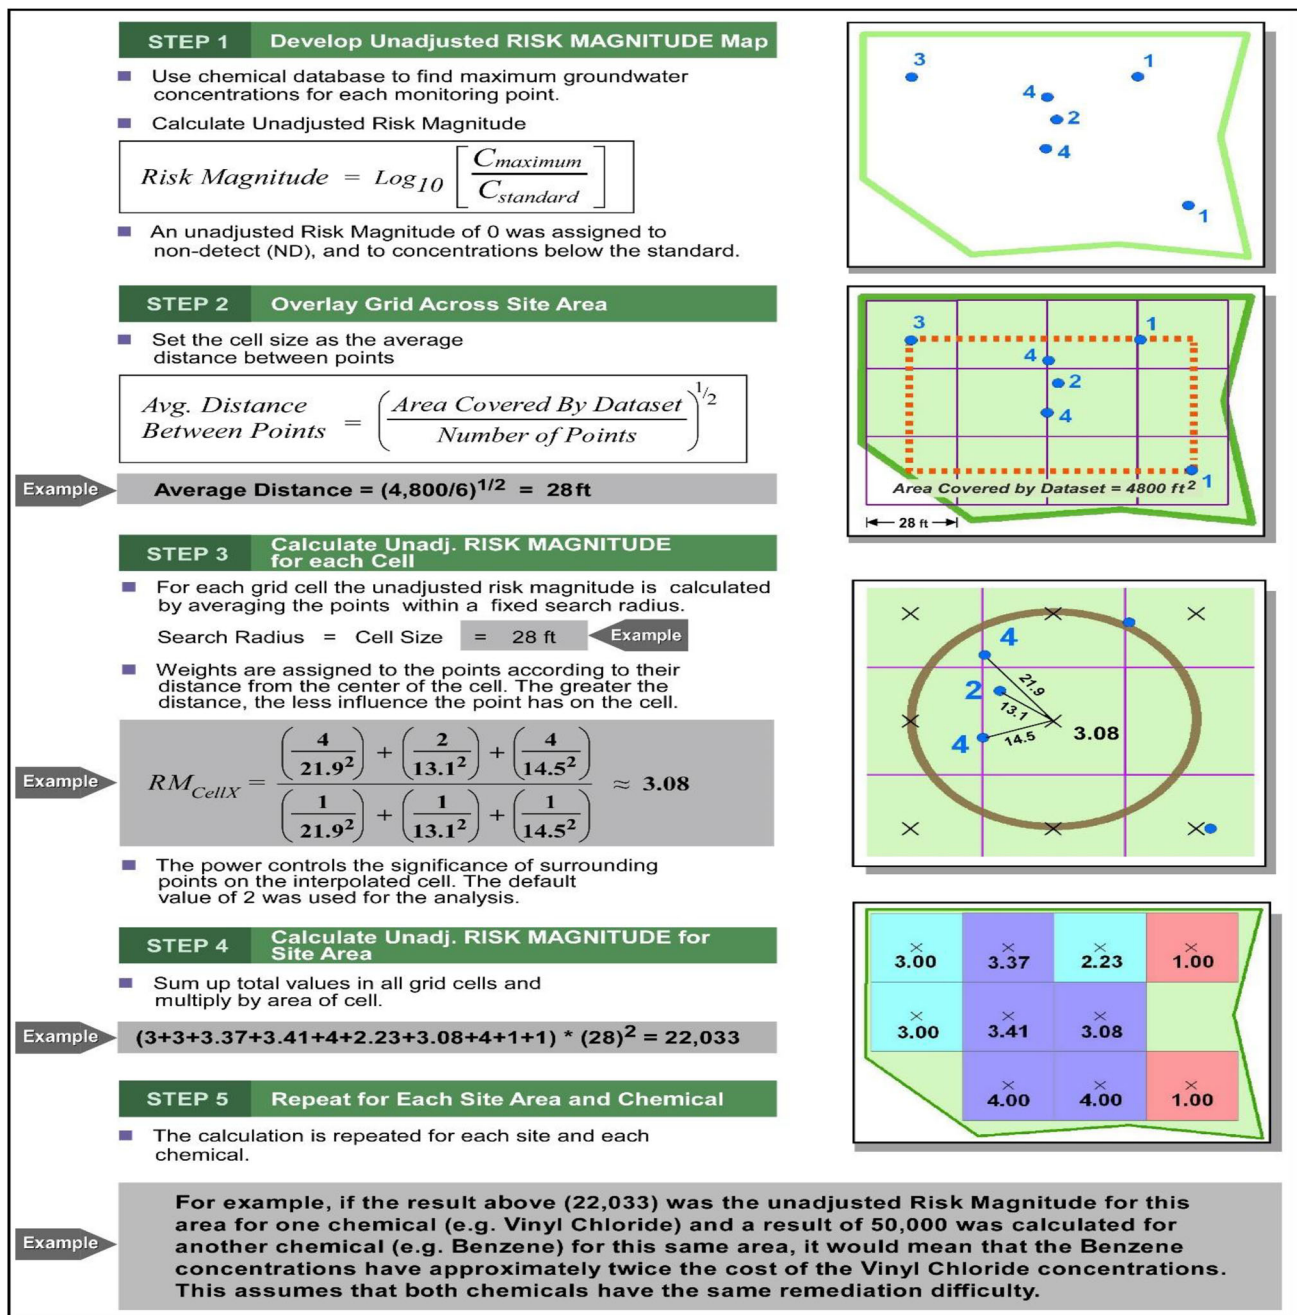 STEP 1 Develop Unadjusted RISK MAGNITUDE Map
Use chemical database to find maximum groundwater
concentrations for each monitoring point.
Calculate Unadjusted Risk Magnitude
Risk Magnitude = Log10 [ Cmaximum / Cstandard ]
An unadjusted Risk Magnitude of 0 was assigned to
non-detect (ND), and to concentrations below the standard.
3
1
4
2
4
1
STEP 2 Overlay Grid Across Site Area
Set the cell size as the average
distance between points
Avg. Distance
Between Points = ( Area Covered By Dataset / Number of Points ) 1/2
Example
Average Distance = (4,800/6)1/2 = 28 ft
3
1
4
2
4
1
Area Covered by Dataset = 4800 ft2
28 ft
STEP 3 Calculate Unadj. RISK MAGNITUDE
for each Cell
For each grid cell the unadjusted risk magnitude is calculated
by averaging the points within a fixed search radius.
Search Radius = Cell Size = 28 ft
Example
Weights are assigned to the points according to their
distance from the center of the cell. The greater the
distance, the less influence the point has on the cell.
Example
RMCellX = ( (4 / 21.9²) + (2 / 13.1²) + (4 / 14.5²) ) / ( (1 / 21.9²) + (1 / 13.1²) + (1 / 14.5²) ) ≈ 3.08
The power controls the significance of surrounding
points on the interpolated cell. The default
value of 2 was used for the analysis.
4
2
4
21.9
13.1
14.5
3.08
STEP 4 Calculate Unadj. RISK MAGNITUDE for
Site Area
Sum up total values in all grid cells and
multiply by area of cell.
Example
(3+3+3.37+3.41+4+2.23+3.08+4+1+1) * (28)2 = 22,033
3.00 3.37 2.23 1.00
3.00 3.41 3.08
4.00 4.00 1.00
STEP 5 Repeat for Each Site Area and Chemical
The calculation is repeated for each site and each
chemical.
Example
For example, if the result above (22,033) was the unadjusted Risk Magnitude for this
area for one chemical (e.g. Vinyl Chloride) and a result of 50,000 was calculated for
another chemical (e.g. Benzene) for this same area, it would mean that the Benzene
concentrations have approximately twice the cost of the Vinyl Chloride concentrations.
This assumes that both chemicals have the same remediation difficulty.